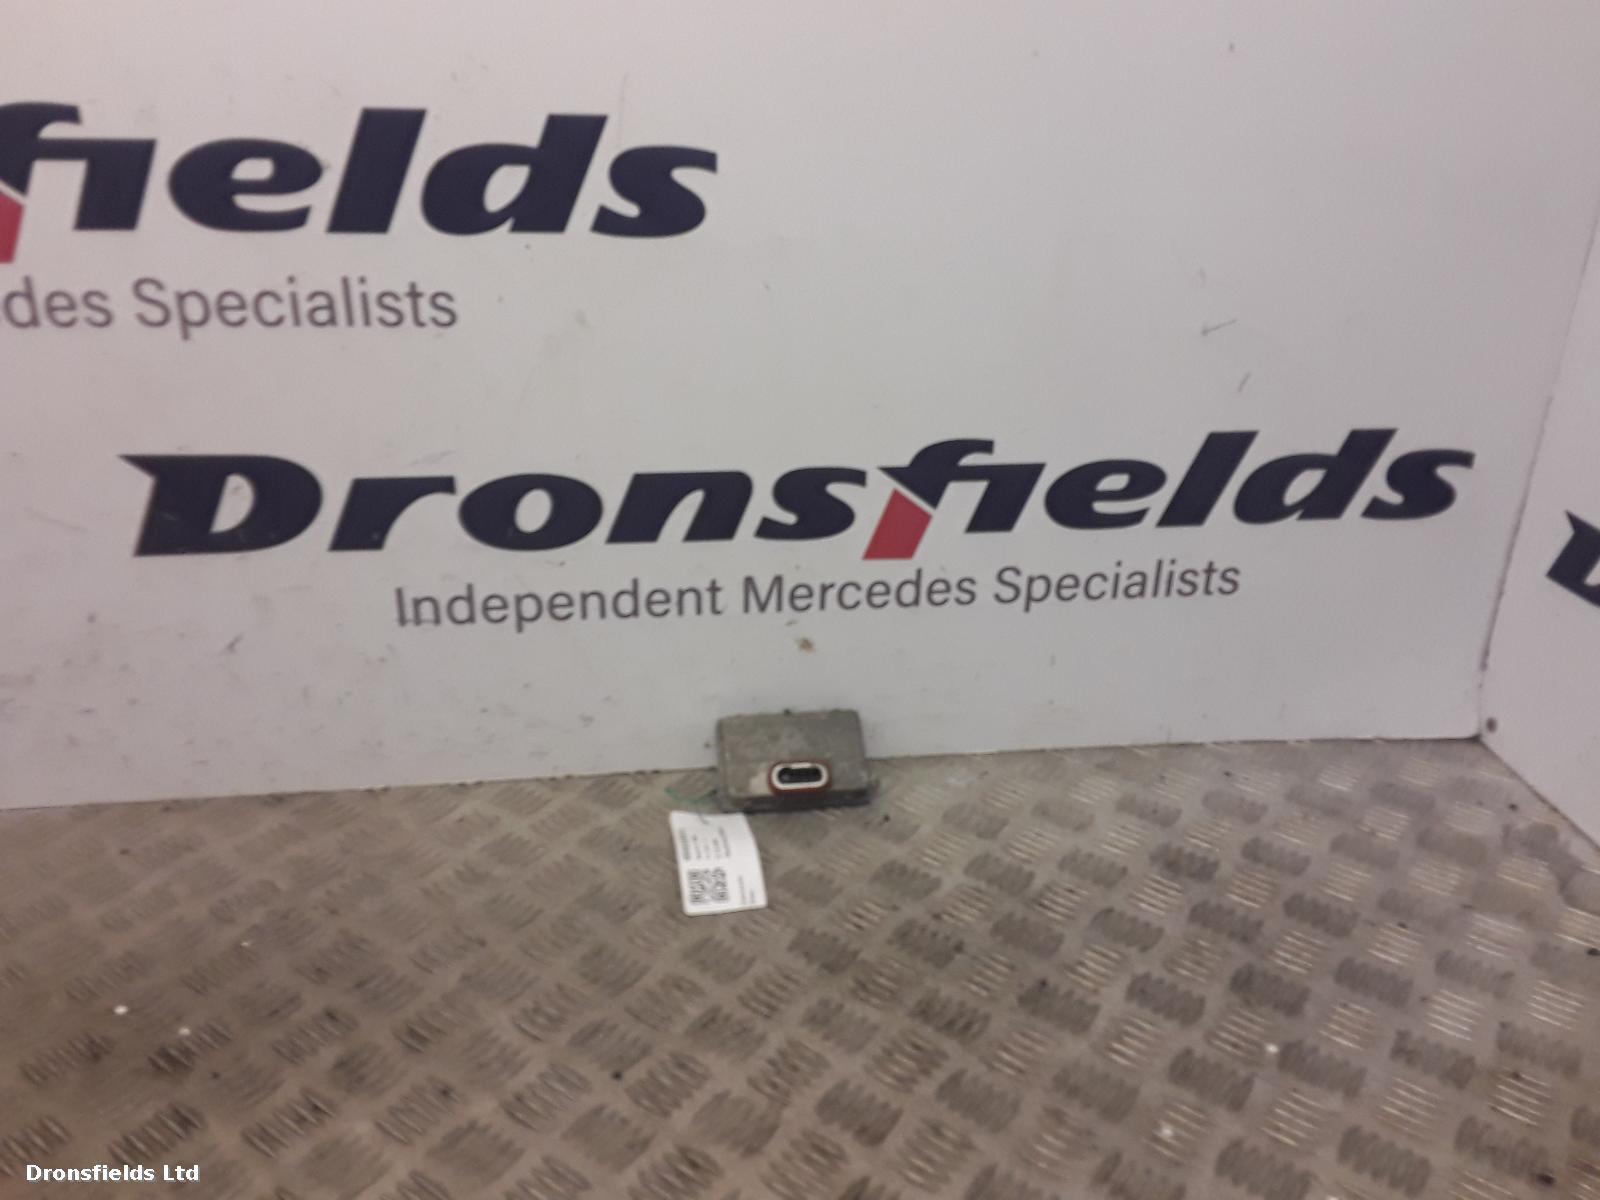 fields
des Specialists
Dronsfields
Independent Mercedes Specialists
Dronsfields Ltd